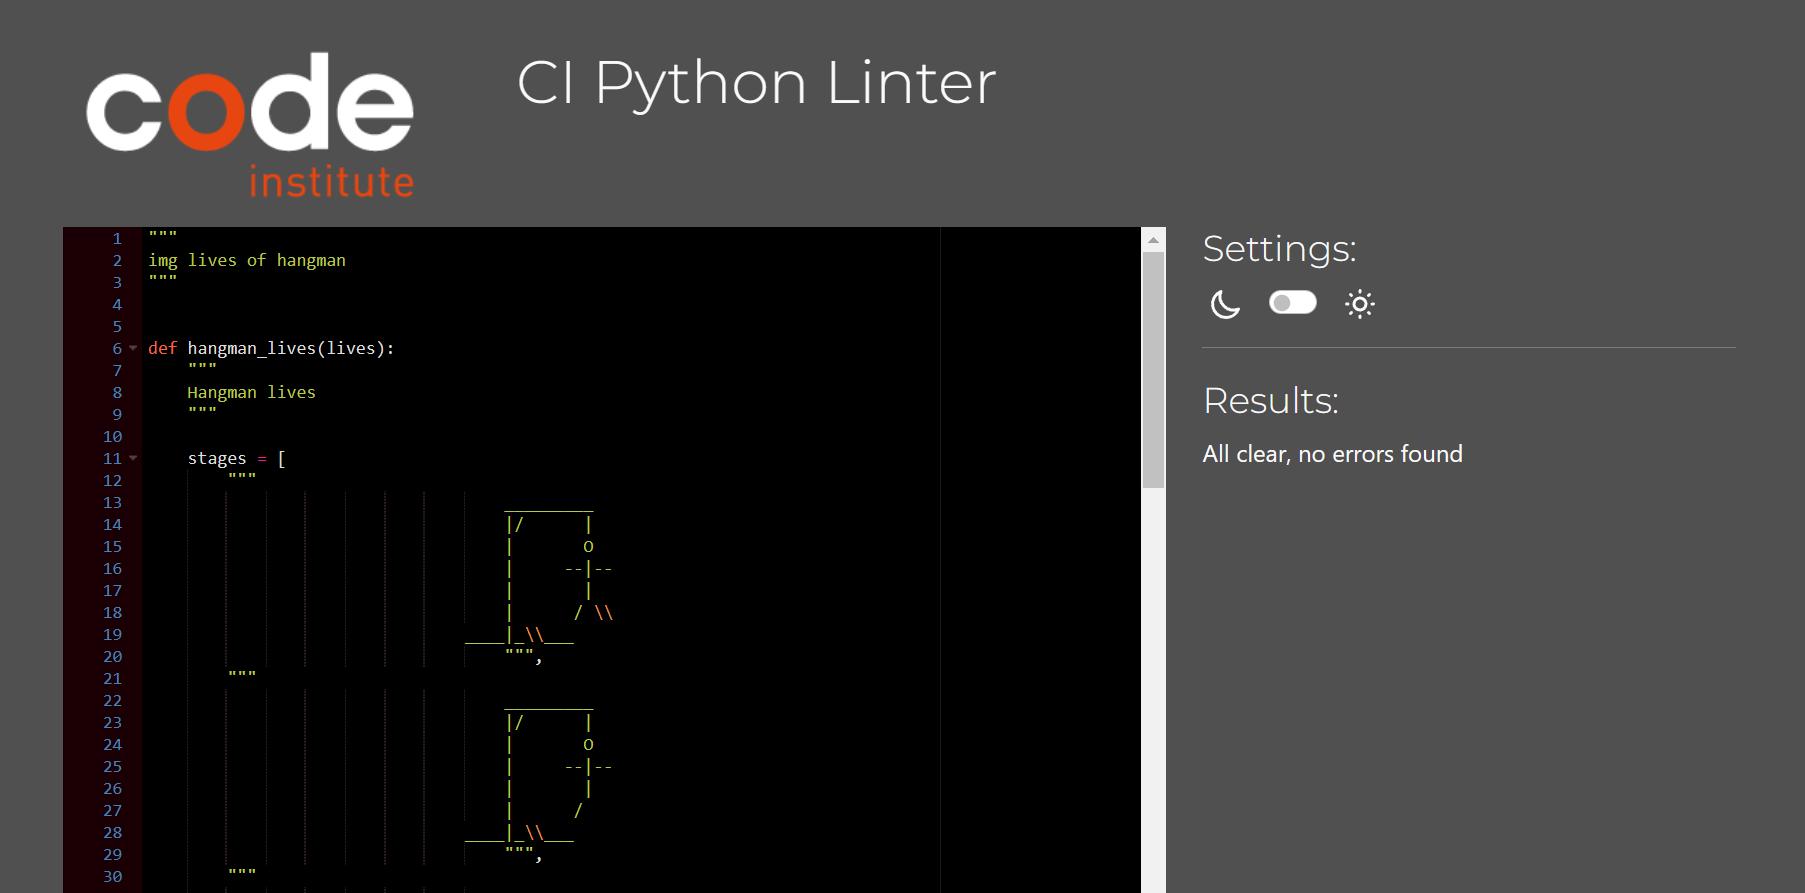 code
institute
CI Python Linter
1 """
2 img lives of hangman
3 """
4
5
6 def hangman_lives(lives):
7     """
8     Hangman lives
9     """
10
11     stages = [
12         """
13                                     _________
14                                     |/      |
15                                     |       O
16                                     |     --|--
17                                     |       |
18                                     |      / \\
19                                 ____|_\\___
20                                     """,
21         """
22                                     _________
23                                     |/      |
24                                     |       O
25                                     |     --|--
26                                     |       |
27                                     |      /
28                                 ____|_\\___
29                                     """,
30         """
Settings:
Results:
All clear, no errors found